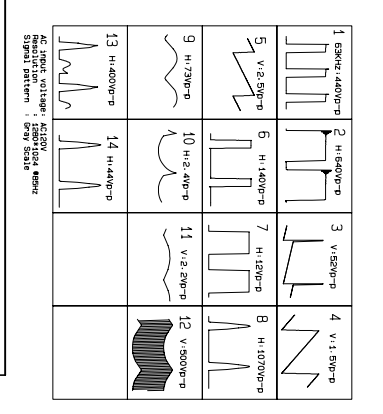 1 63KHz:440Vp-p
2 H:640Vp-p
3 V:52Vp-p
4 V:1.5Vp-p
5 V:2.5Vp-p
6 H:140Vp-p
7 H:12Vp-p
8 H:1070Vp-p
9 H:73Vp-p
10 H:2.4Vp-p
11 V:2.2Vp-p
12 V:500Vp-p
13 H:400Vp-p
14 H:44Vp-p
AC input voltage: AC120V
Resolution : 1280*1024 @85Hz
Signal pattern : Gray Scale